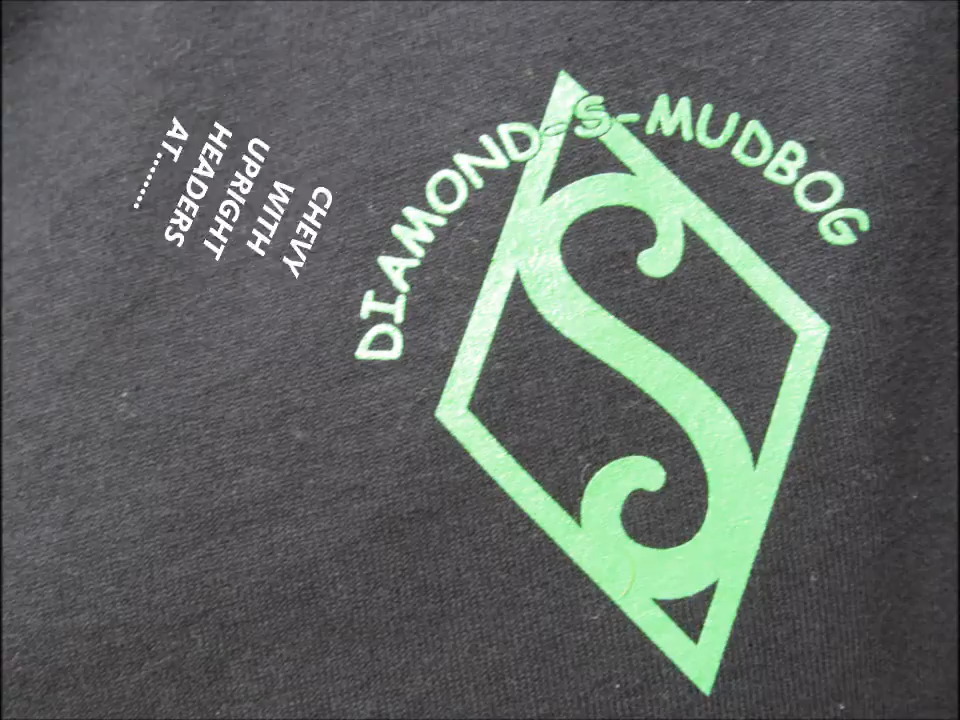 CHEVY
WITH
UPRIGHT
HEADERS
AT........
DIAMOND-S-MUDBOG
S